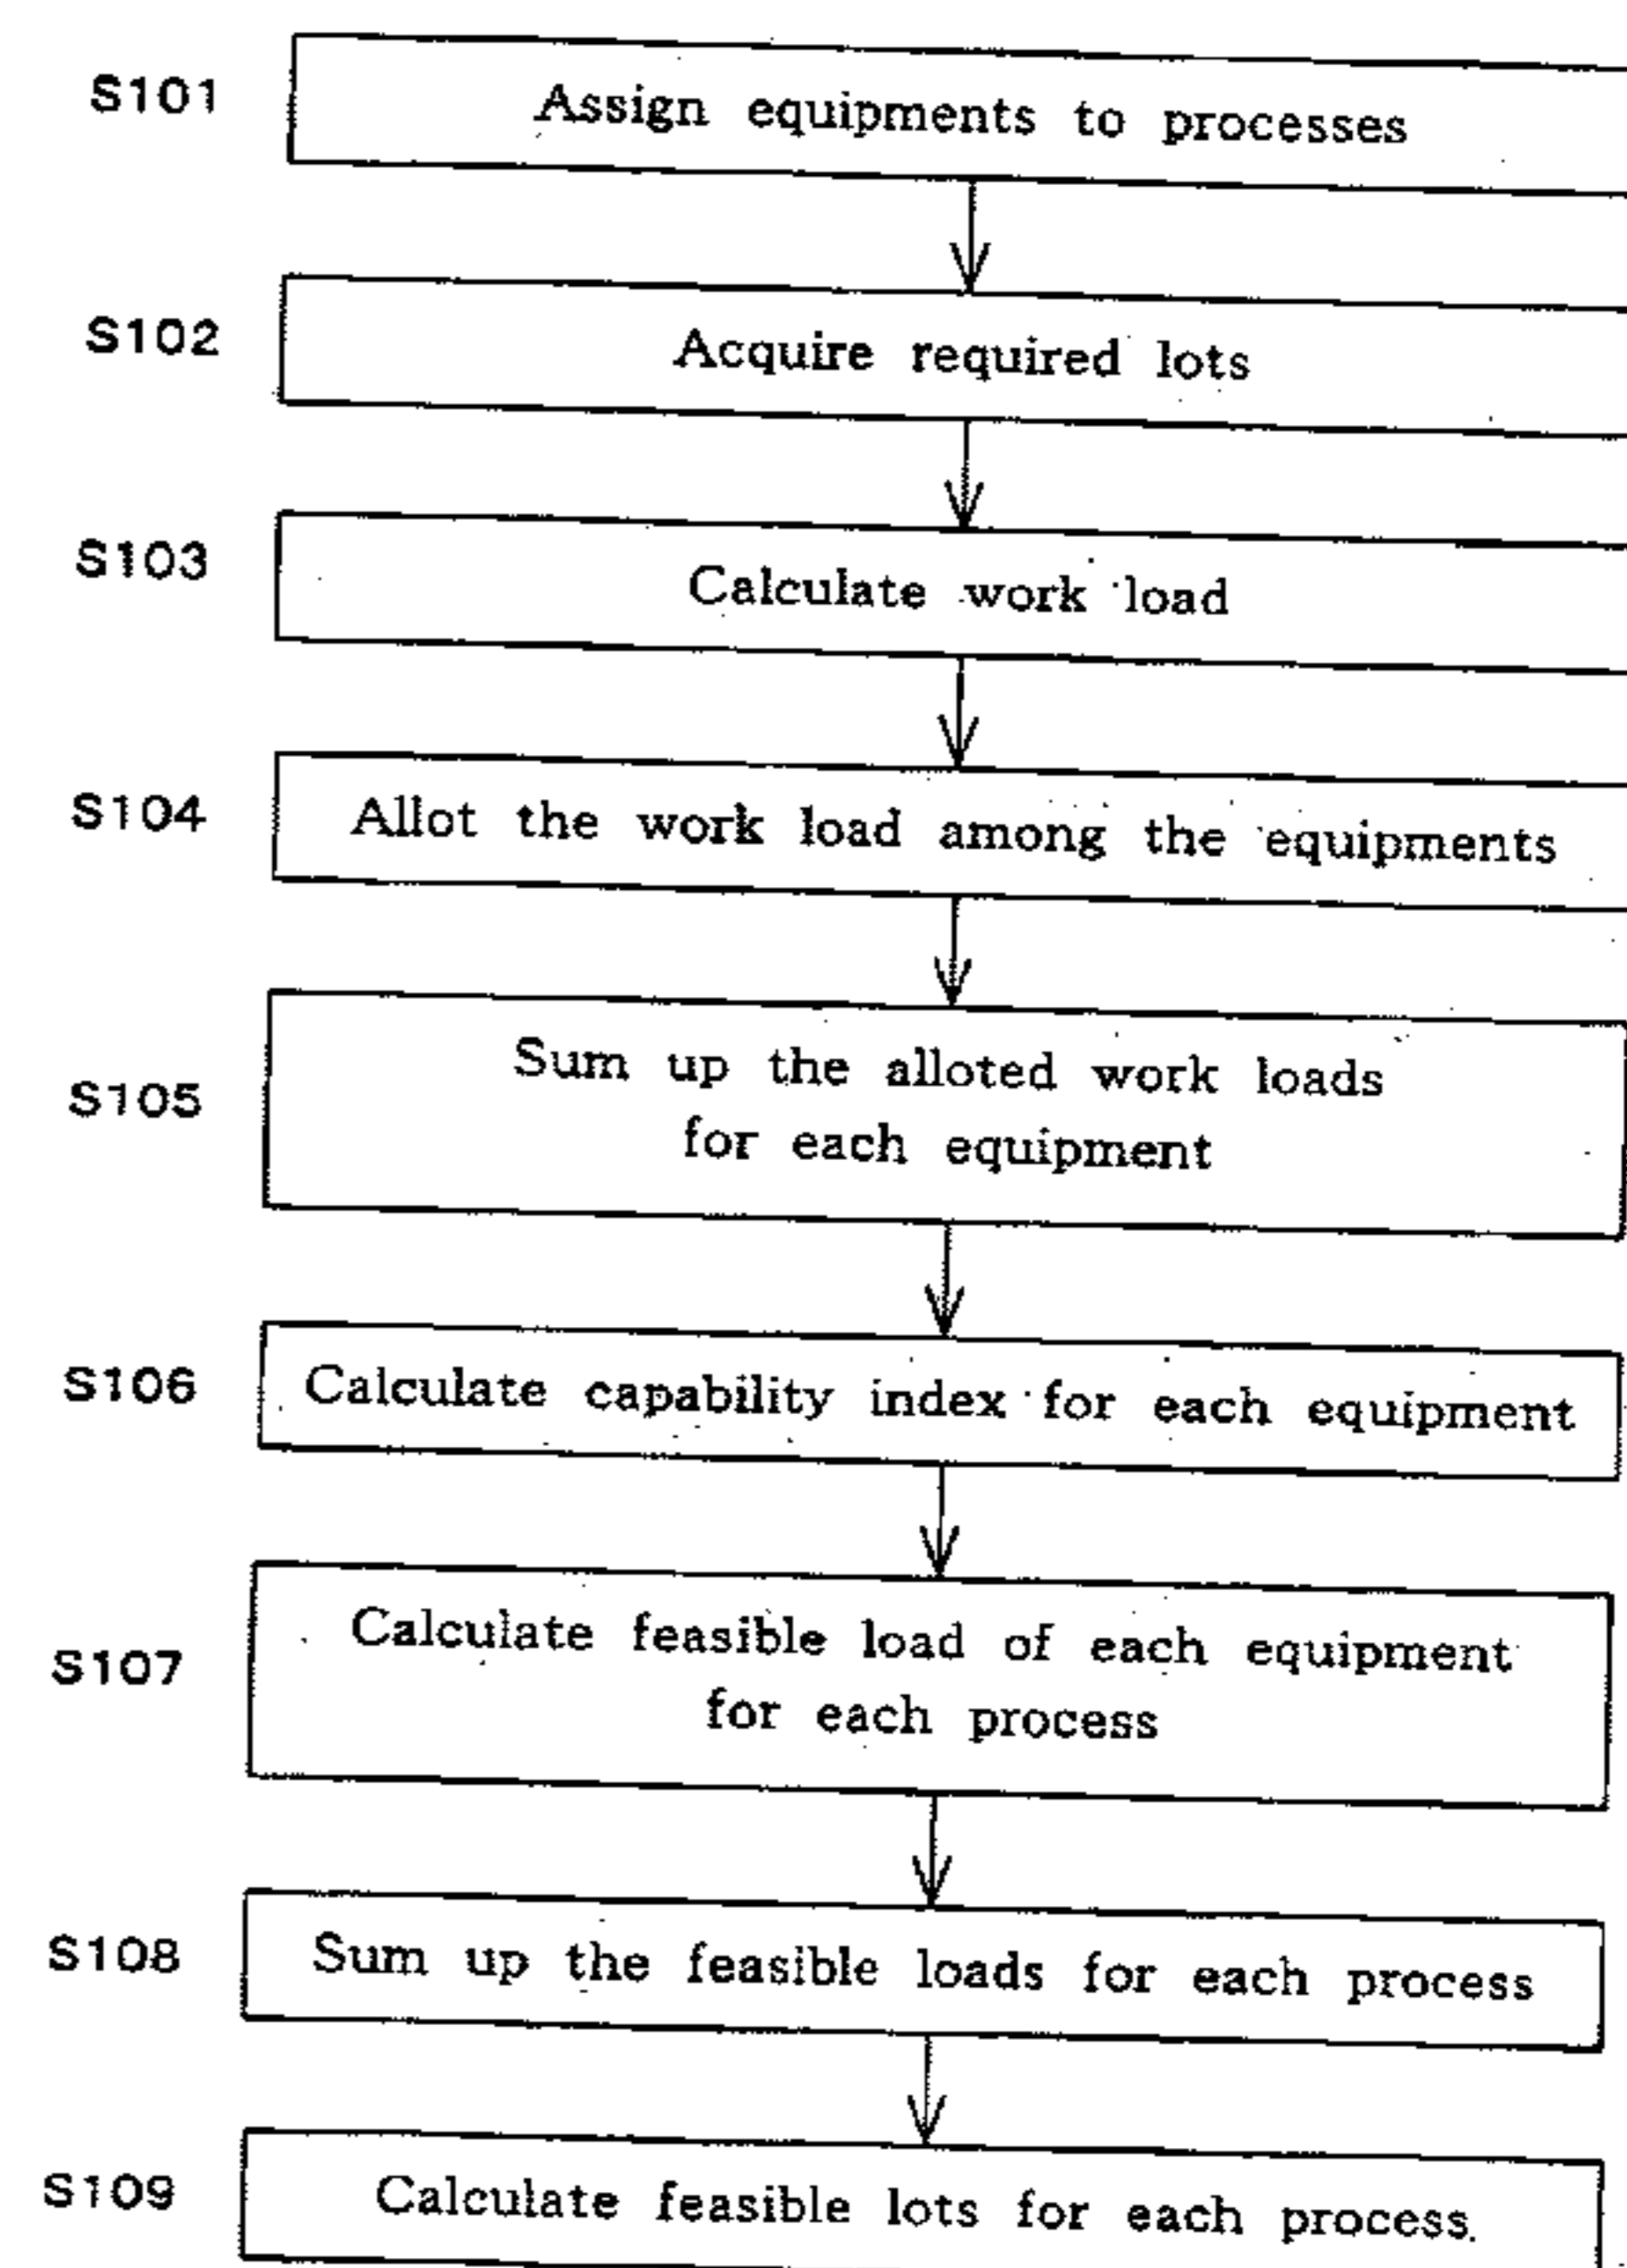 S101 Assign equipments to processes
S102 Acquire required lots
S103 Calculate work load
S104 Allot the work load among the equipments
S105 Sum up the alloted work loads
for each equipment
S106 Calculate capability index for each equipment
S107 Calculate feasible load of each equipment
for each process
S108 Sum up the feasible loads for each process
S109 Calculate feasible lots for each process.